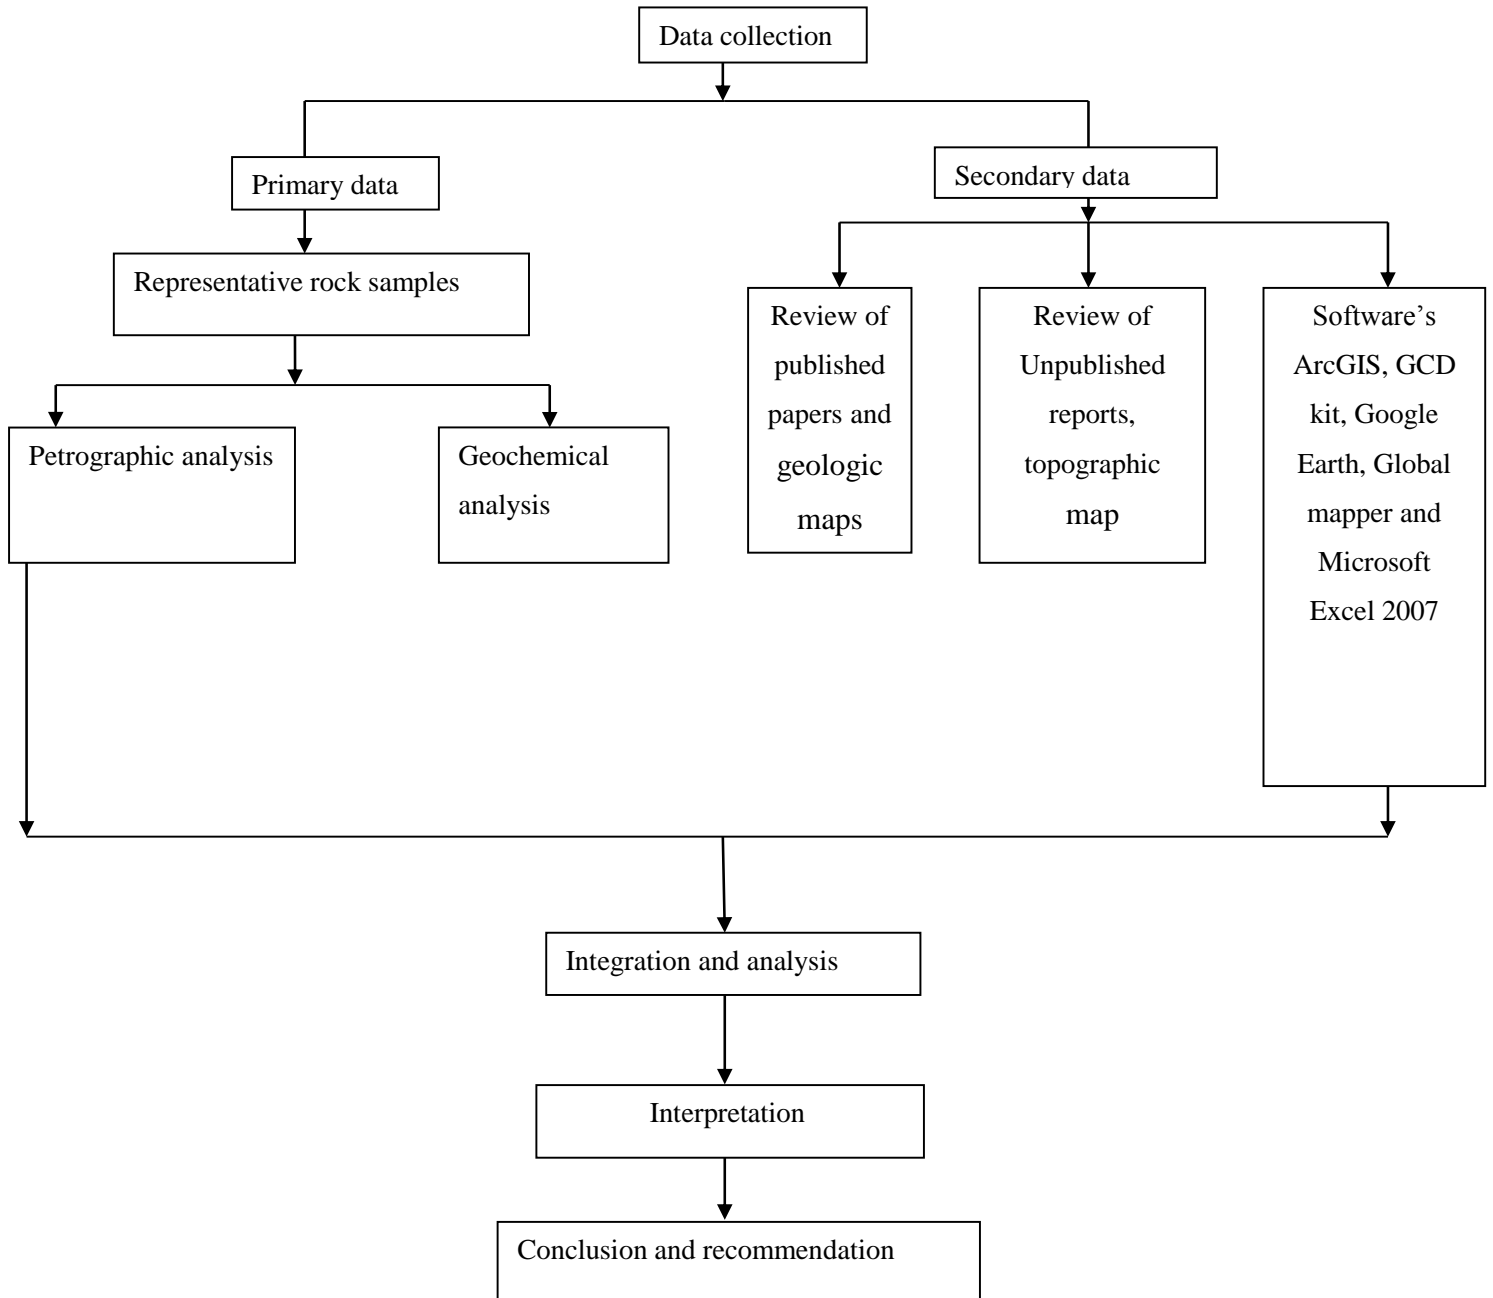 Data collection
Primary data
Secondary data
Representative rock samples
Petrographic analysis
Geochemical
analysis
Review of
published
papers and
geologic
maps
Review of
Unpublished
reports,
topographic
map
Software’s
ArcGIS, GCD
kit, Google
Earth, Global
mapper and
Microsoft
Excel 2007
Integration and analysis
Interpretation
Conclusion and recommendation